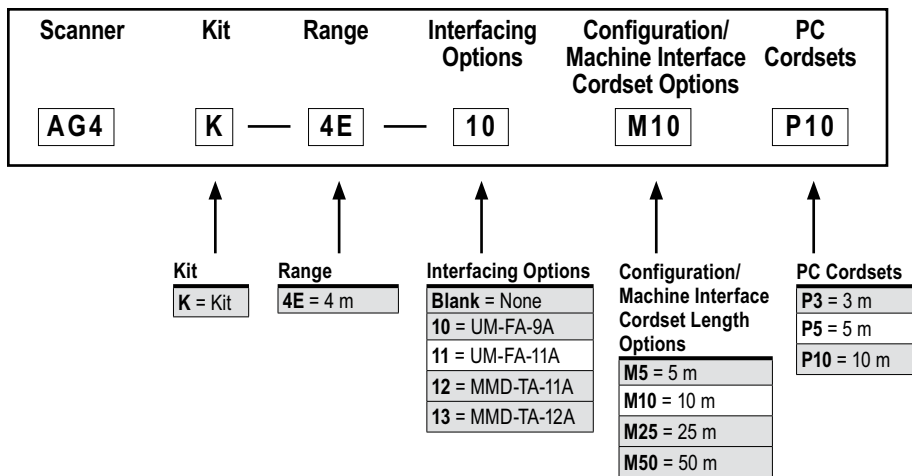 Scanner
Kit
Range
Interfacing
Options
Configuration/
Machine Interface
Cordset Options
PC
Cordsets
AG4
K
4E
10
M10
P10
Kit
K = Kit
Range
4E = 4 m
Interfacing Options
Blank = None
10 = UM-FA-9A
11 = UM-FA-11A
12 = MMD-TA-11A
13 = MMD-TA-12A
Configuration/
Machine Interface
Cordset Length
Options
M5 = 5 m
M10 = 10 m
M25 = 25 m
M50 = 50 m
PC Cordsets
P3 = 3 m
P5 = 5 m
P10 = 10 m